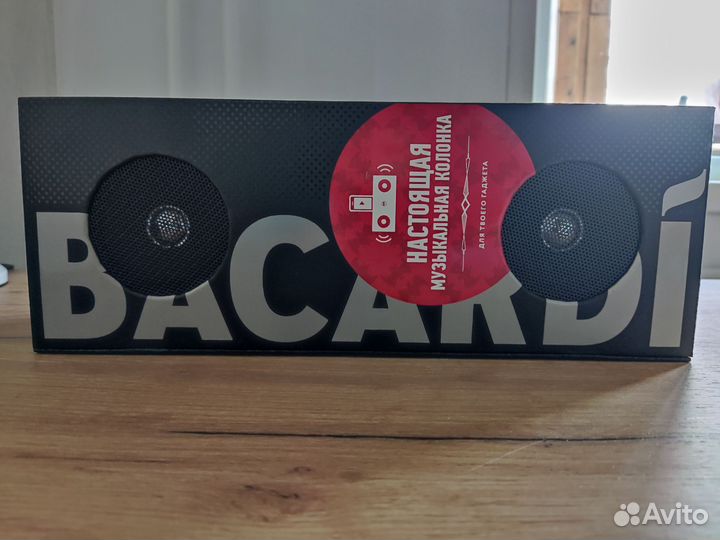 BACARDÍ
НАСТОЯЩАЯ
МУЗЫКАЛЬНАЯ КОЛОНКА
ДЛЯ ТВОЕГО ГАДЖЕТА
Avito